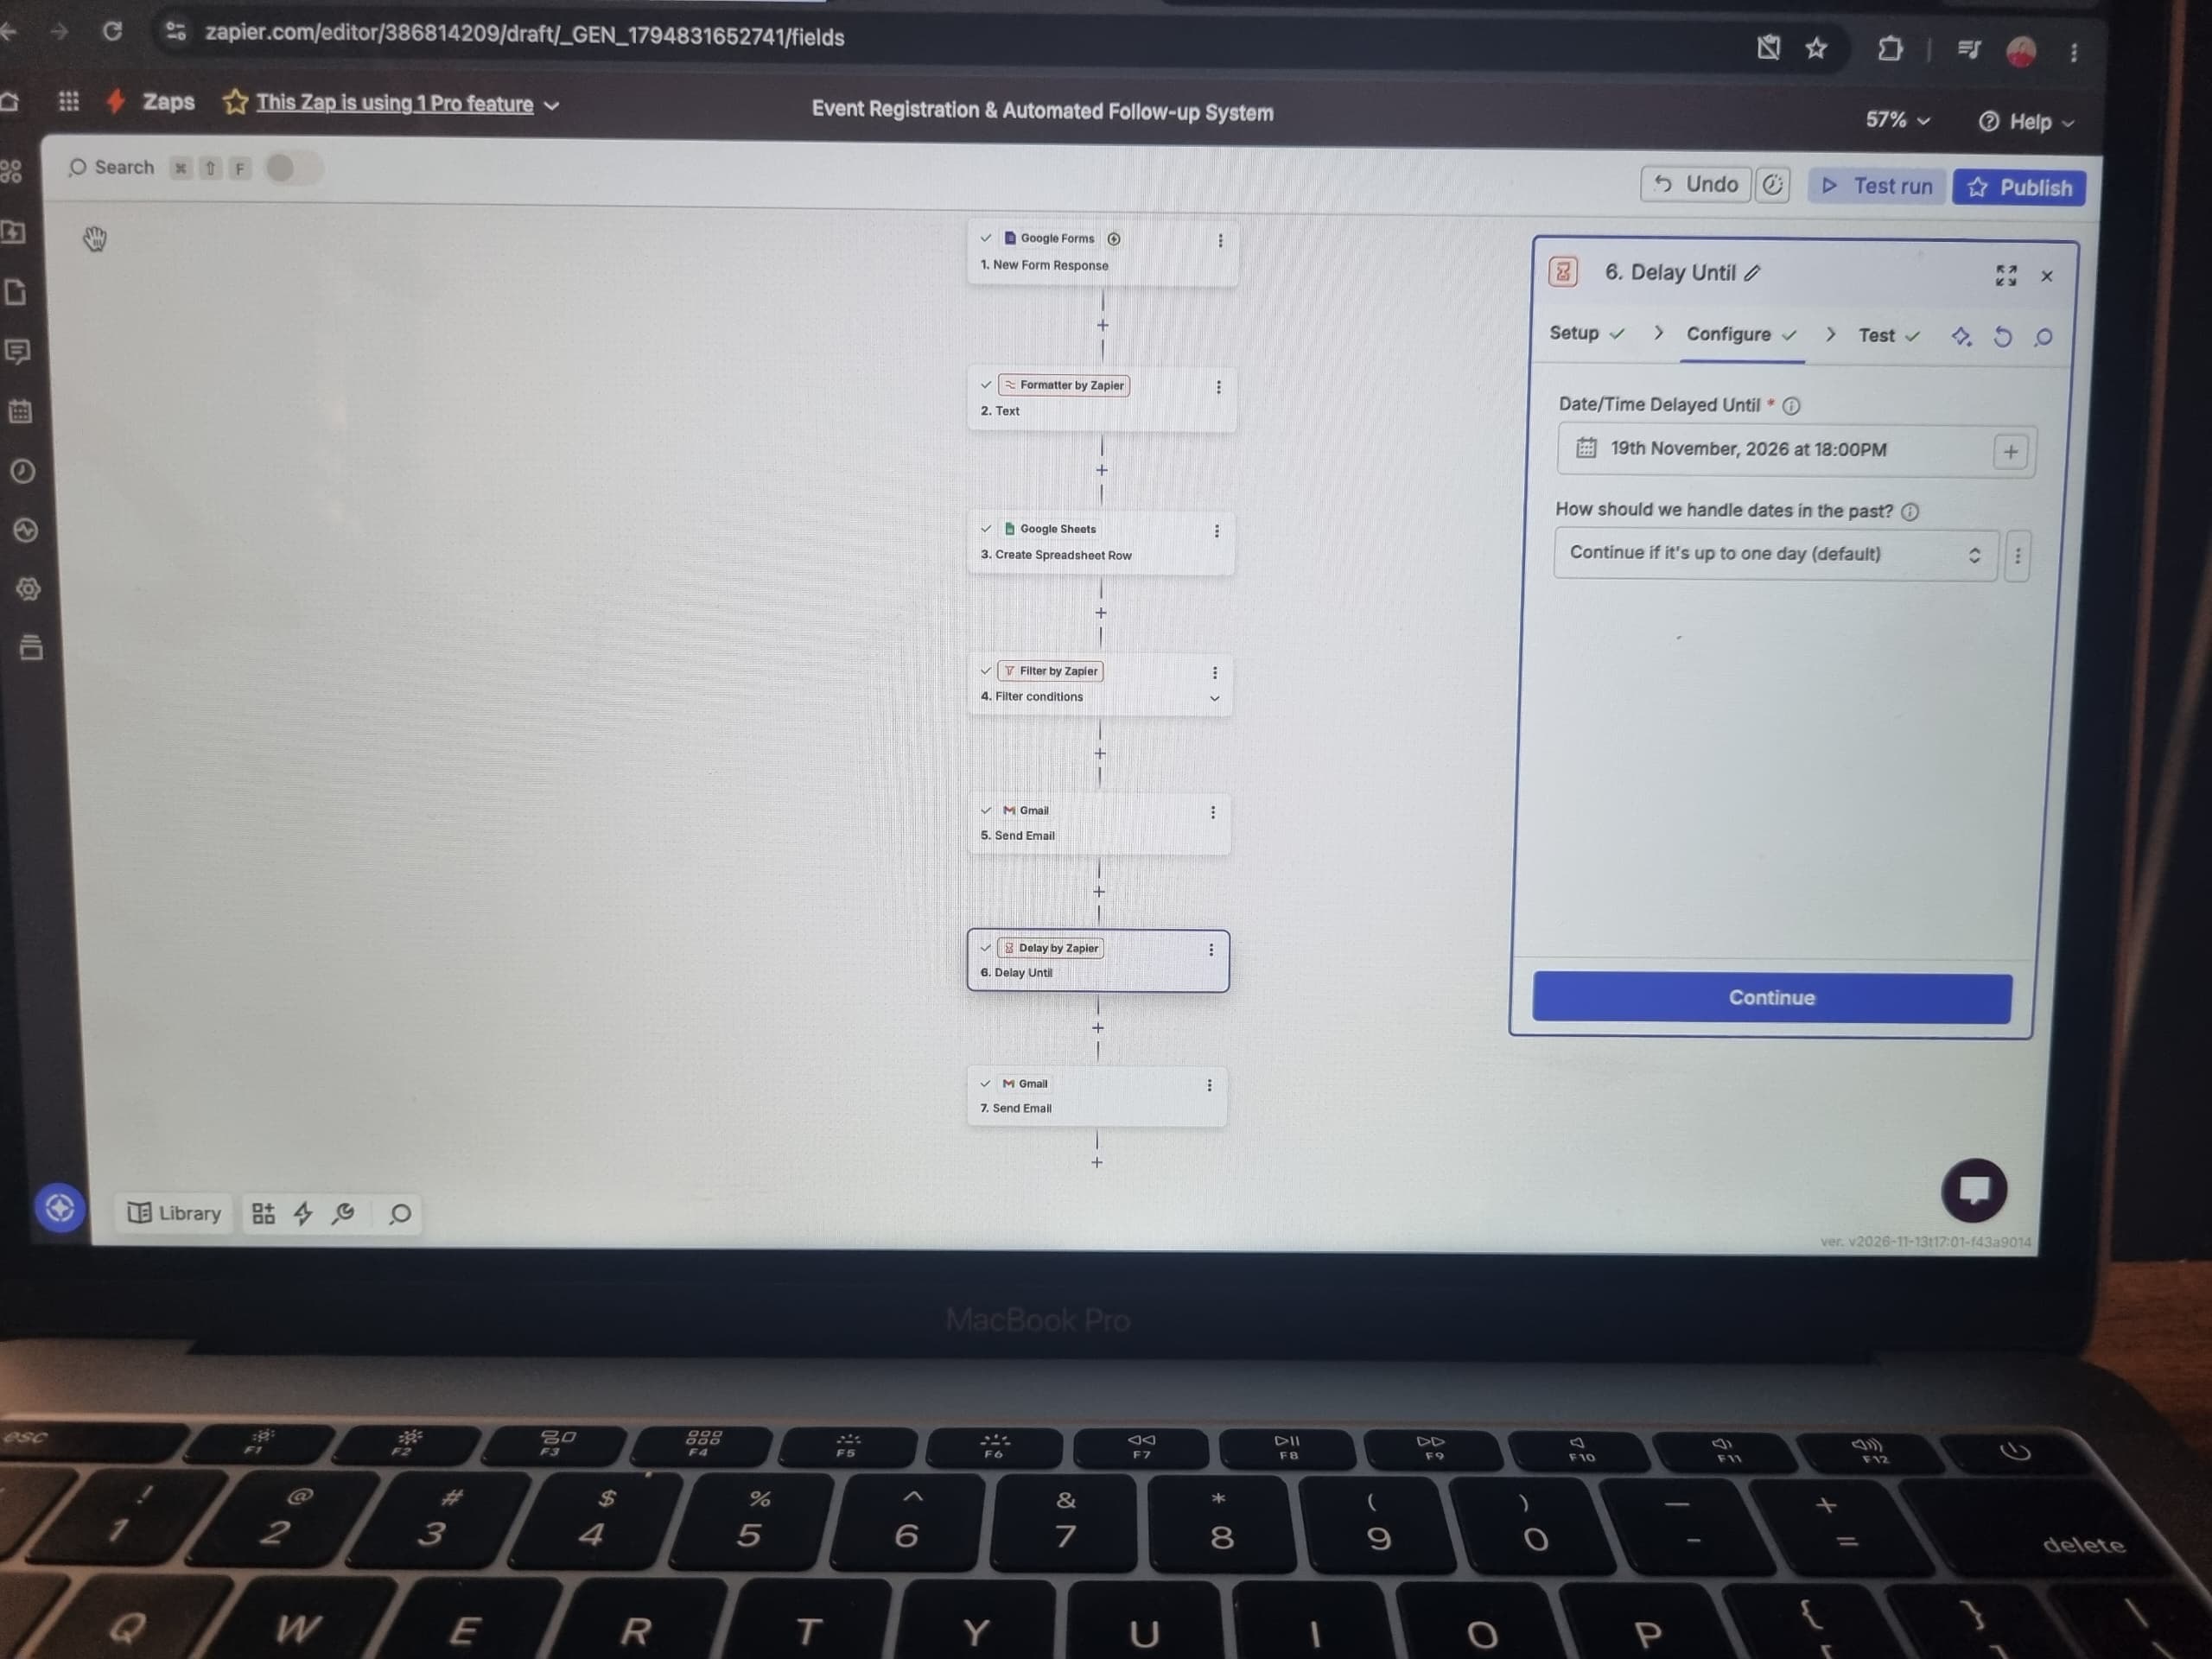 zapier.com/editor/386814209/draft/_GEN_1794831652741/fields
Zaps
This Zap is using 1 Pro feature
Event Registration & Automated Follow-up System
57%
Help
Search ⌘ ⇧ F
Undo
Test run
Publish
Google Forms
1. New Form Response
Formatter by Zapier
2. Text
Google Sheets
3. Create Spreadsheet Row
Filter by Zapier
4. Filter conditions
Gmail
5. Send Email
Delay by Zapier
6. Delay Until
Gmail
7. Send Email
6. Delay Until
Setup
Configure
Test
Date/Time Delayed Until *
19th November, 2026 at 18:00PM
How should we handle dates in the past?
Continue if it's up to one day (default)
Continue
Library
ver. v2026-11-13t17:01-f43a9014
MacBook Pro
esc F1 F2 F3 F4 F5 F6 F7 F8 F9 F10 F11 F12
! @ # $ % ^ & * ( ) — +
1 2 3 4 5 6 7 8 9 0 - = delete
Q W E R T Y U I O P { } \